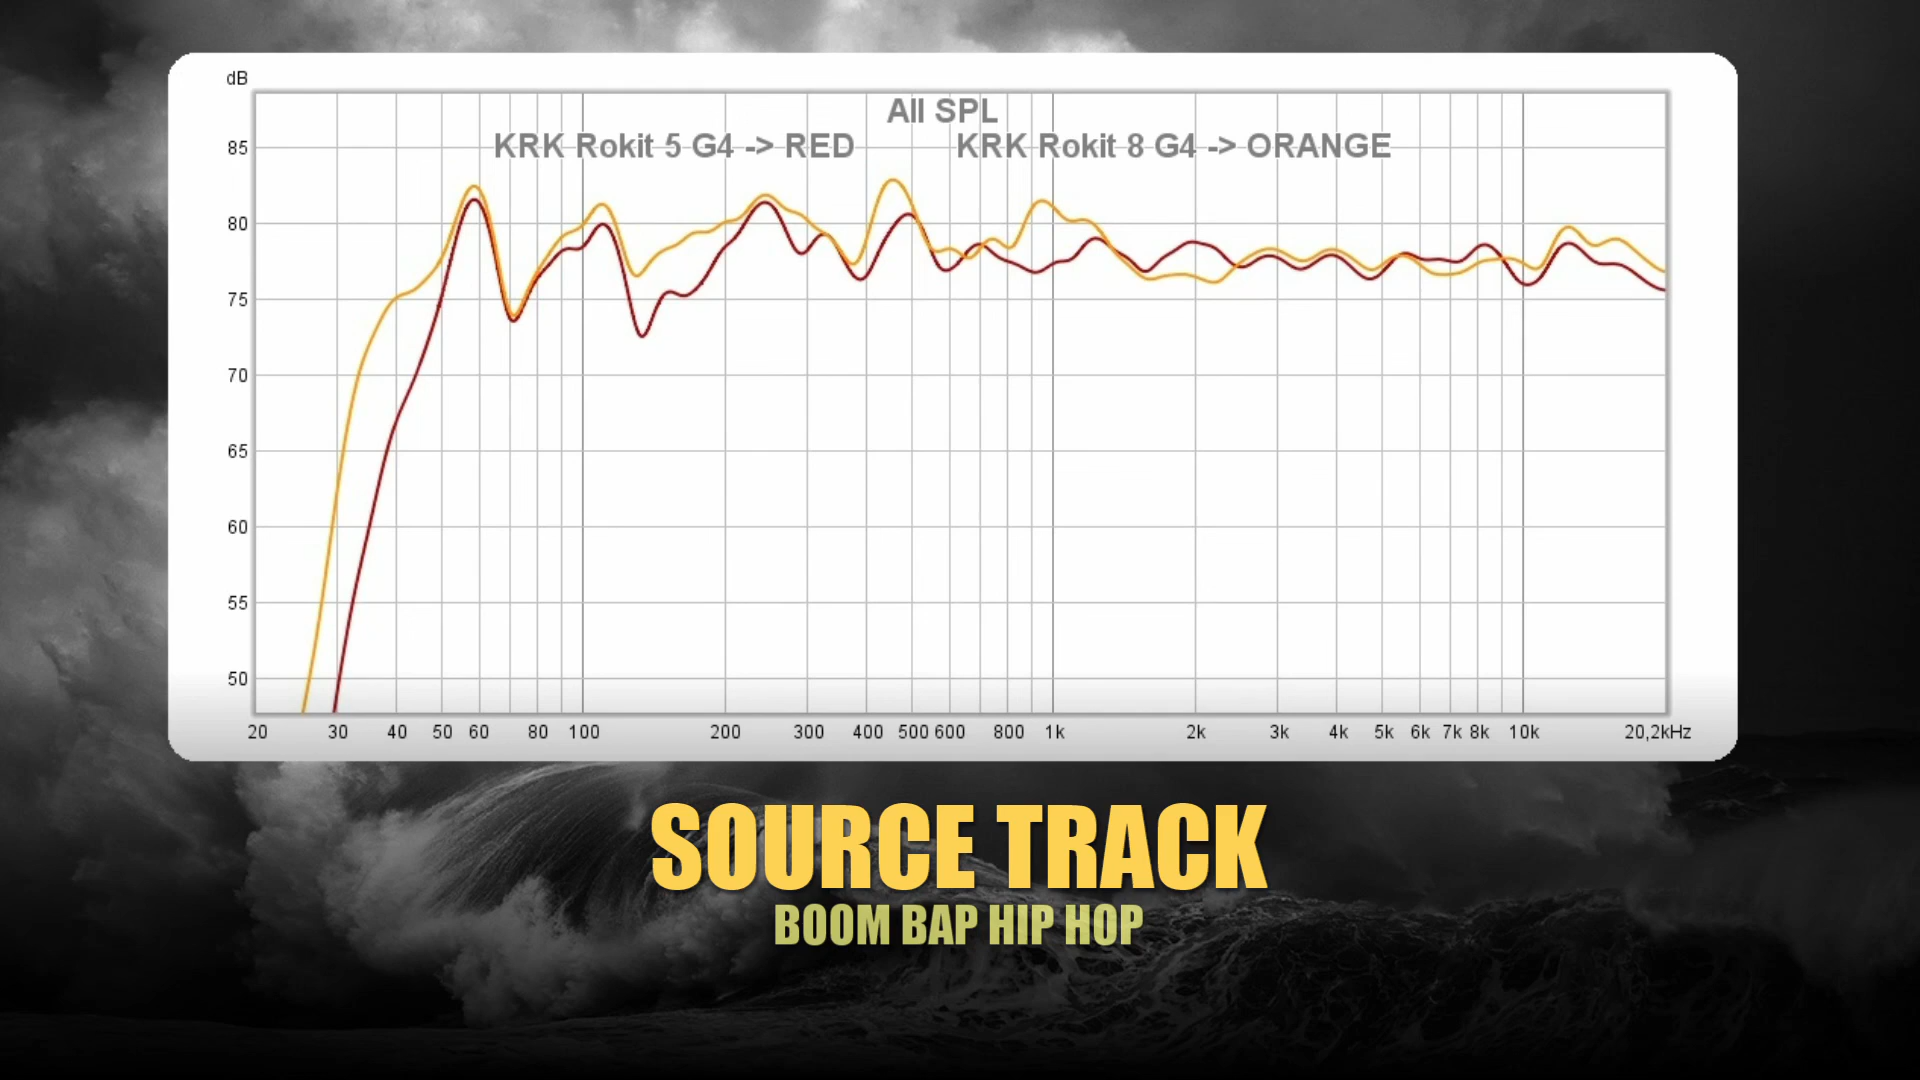 dB
All SPL
KRK Rokit 5 G4 -> RED KRK Rokit 8 G4 -> ORANGE
85
80
75
70
65
60
55
50
20 30 40 50 60 80 100 200 300 400 500 600 800 1k 2k 3k 4k 5k 6k 7k 8k 10k 20,2kHz
SOURCE TRACK
BOOM BAP HIP HOP